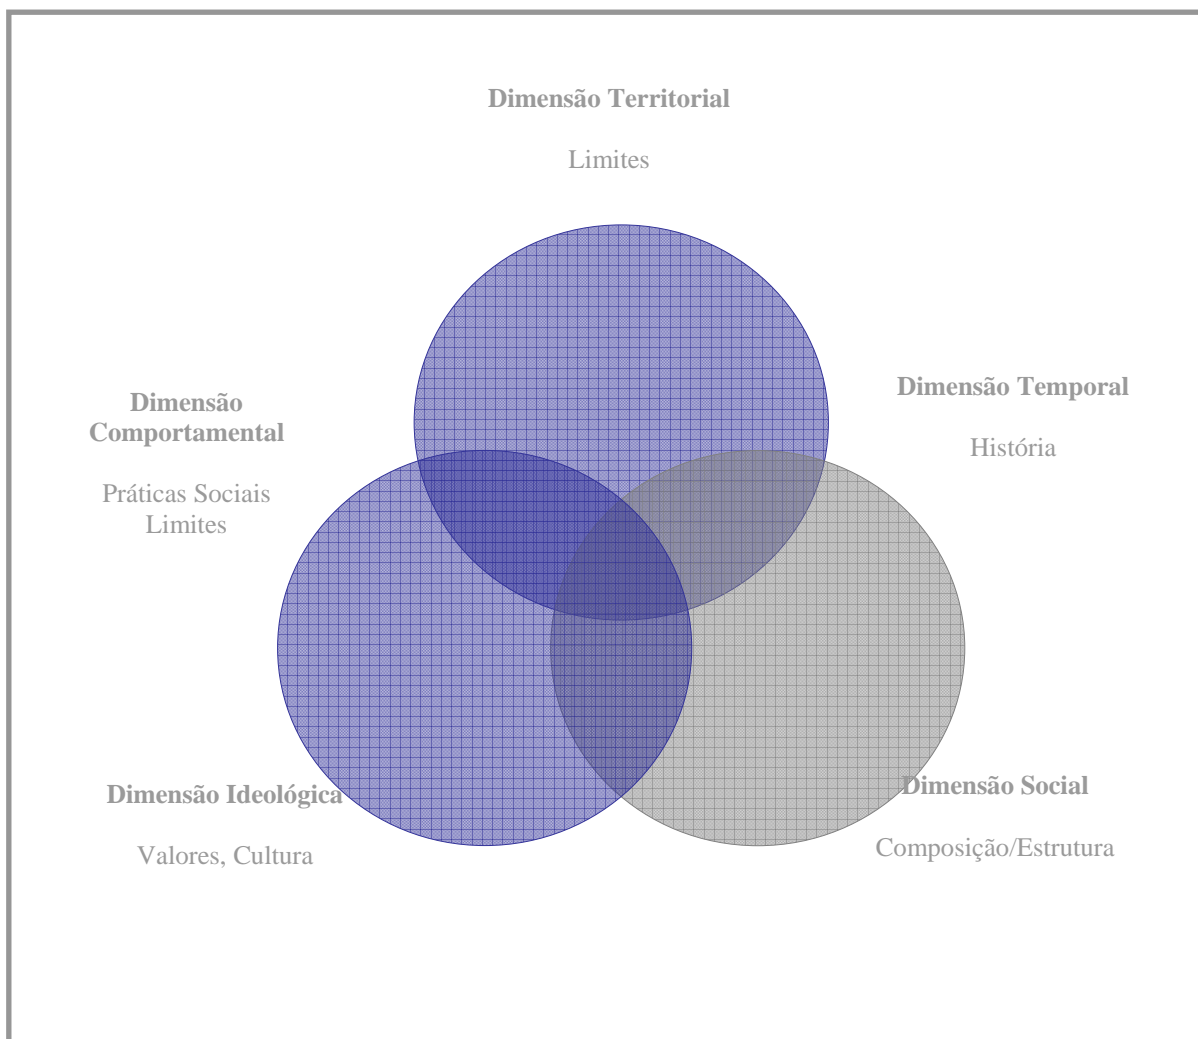 Dimensão Territorial
Limites
Dimensão Temporal
História
Dimensão
Comportamental
Práticas Sociais
Limites
Dimensão Ideológica
Valores, Cultura
Dimensão Social
Composição/Estrutura